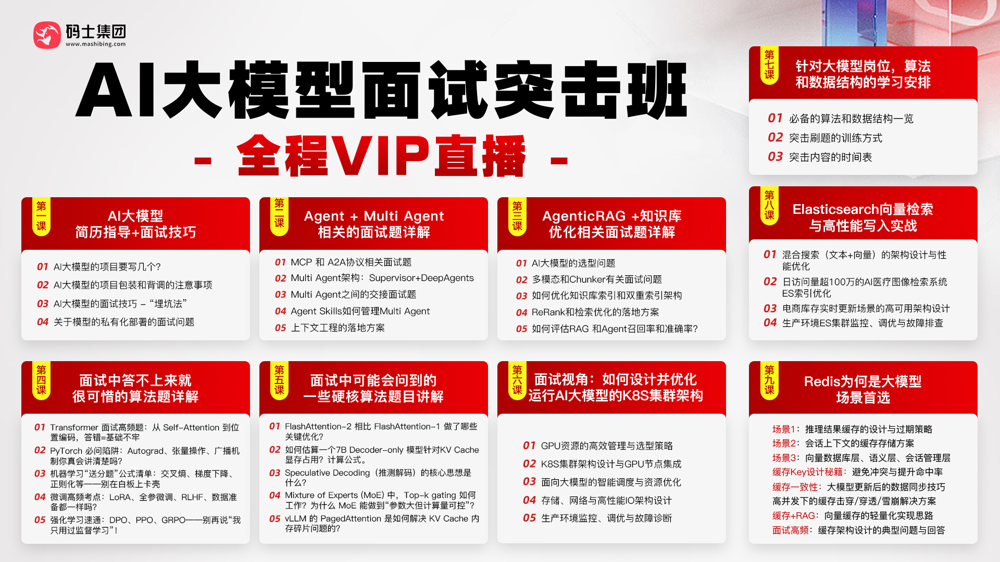 码士集团
www.mashibing.com
AI大模型面试突击班
- 全程VIP直播 -
第一课
AI大模型
简历指导+面试技巧
01 AI大模型的项目要写几个?
02 AI大模型的项目包装和背调的注意事项
03 AI大模型的面试技巧 – “埋坑法”
04 关于模型的私有化部署的面试问题
第二课
Agent + Multi Agent
相关的面试题详解
01 MCP 和 A2A协议相关面试题
02 Multi Agent架构：Supervisor+DeepAgents
03 Multi Agent之间的交接面试题
04 Agent Skills如何管理Multi Agent
05 上下文工程的落地方案
第三课
AgenticRAG +知识库
优化相关面试题详解
01 AI大模型的选型问题
02 多模态和Chunker有关面试问题
03 如何优化知识库索引和双重索引架构
04 ReRank和检索优化的落地方案
05 如何评估RAG 和Agent召回率和准确率?
第四课
面试中答不上来就
很可惜的算法题详解
01 Transformer 面试高频题：从 Self-Attention 到位
置编码，答错=基础不牢
02 PyTorch 必问陷阱：Autograd、张量操作、广播机
制你真会讲清楚吗?
03 机器学习“送分题”公式清单：交叉熵、梯度下降、
正则化等——别在白板上卡壳
04 微调高频考点：LoRA、全参微调、RLHF、数据准
备都一样吗?
05 强化学习速通：DPO、PPO、GRPO——别再说“我
只用过监督学习”!
第五课
面试中可能会问到的
一些硬核算法题目讲解
01 FlashAttention-2 相比 FlashAttention-1 做了哪些
关键优化?
02 如何估算一个7B Decoder-only 模型针对KV Cache
显存占用? 计算公式。
03 Speculative Decoding（推测解码）的核心思想是
什么?
04 Mixture of Experts (MoE) 中，Top-k gating 如何
工作? 为什么 MoE 能做到“参数大但计算量可控”?
05 vLLM 的 PagedAttention 是如何解决 KV Cache 内
存碎片问题的?
第六课
面试视角：如何设计并优化
运行AI大模型的K8S集群架构
01 GPU资源的高效管理与选型策略
02 K8S集群架构设计与GPU节点集成
03 面向大模型的智能调度与资源优化
04 存储、网络与高性能IO架构设计
05 生产环境监控、调优与故障诊断
第七课
针对大模型岗位，算法
和数据结构的学习安排
01 必备的算法和数据结构一览
02 突击刷题的训练方式
03 突击内容的时间表
第八课
Elasticsearch向量检索
与高性能写入实战
01 混合搜索（文本+向量）的架构设计与性
能优化
02 日访问量超100万的AI医疗图像检索系统
ES索引优化
03 电商库存实时更新场景的高可用架构设计
04 生产环境ES集群监控、调优与故障排查
第九课
Redis为何是大模型
场景首选
场景1：推理结果缓存的设计与过期策略
场景2：会话上下文的缓存存储方案
场景3：向量数据库层、语义层、会话管理层
缓存Key设计秘籍：避免冲突与提升命中率
缓存一致性：大模型更新后的数据同步技巧
高并发下的缓存击穿/穿透/雪崩解决方案
缓存+RAG：向量缓存的轻量化实现思路
面试高频：缓存架构设计的典型问题与回答